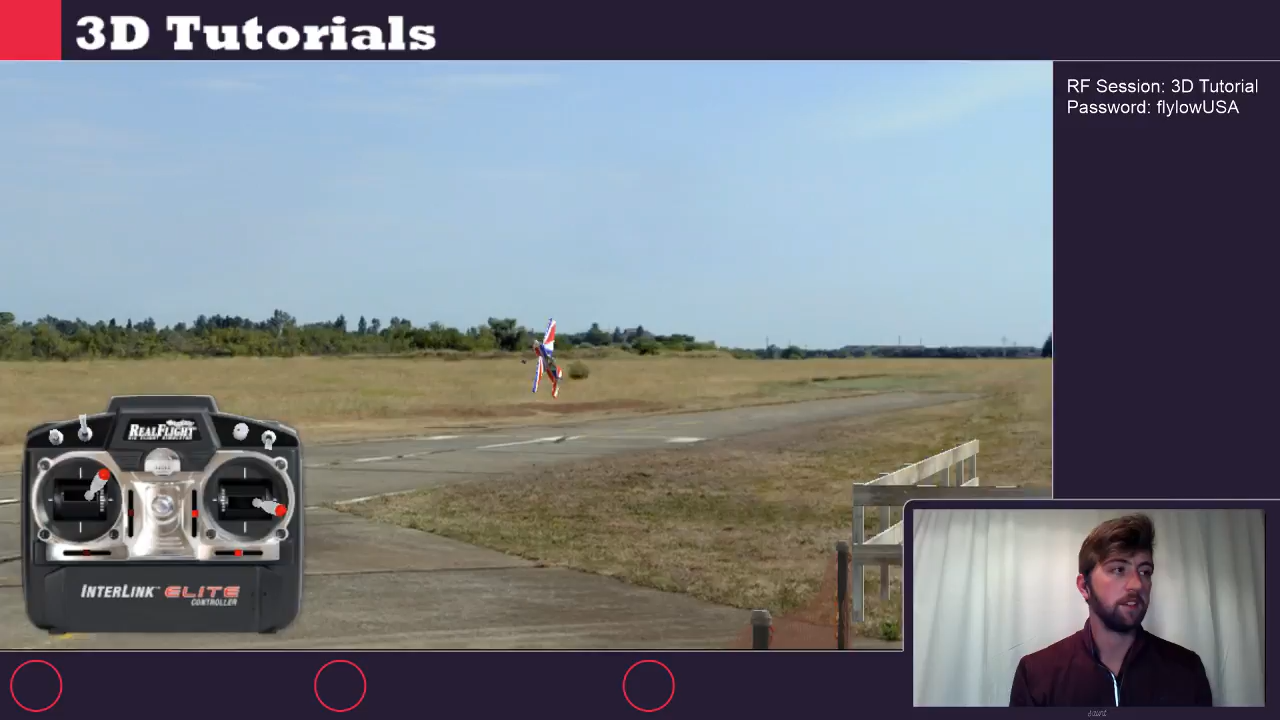 3D Tutorials
RF Session: 3D Tutorial
Password: flylowUSA
REALFLIGHT
INTERLINK ELITE
CONTROLLER